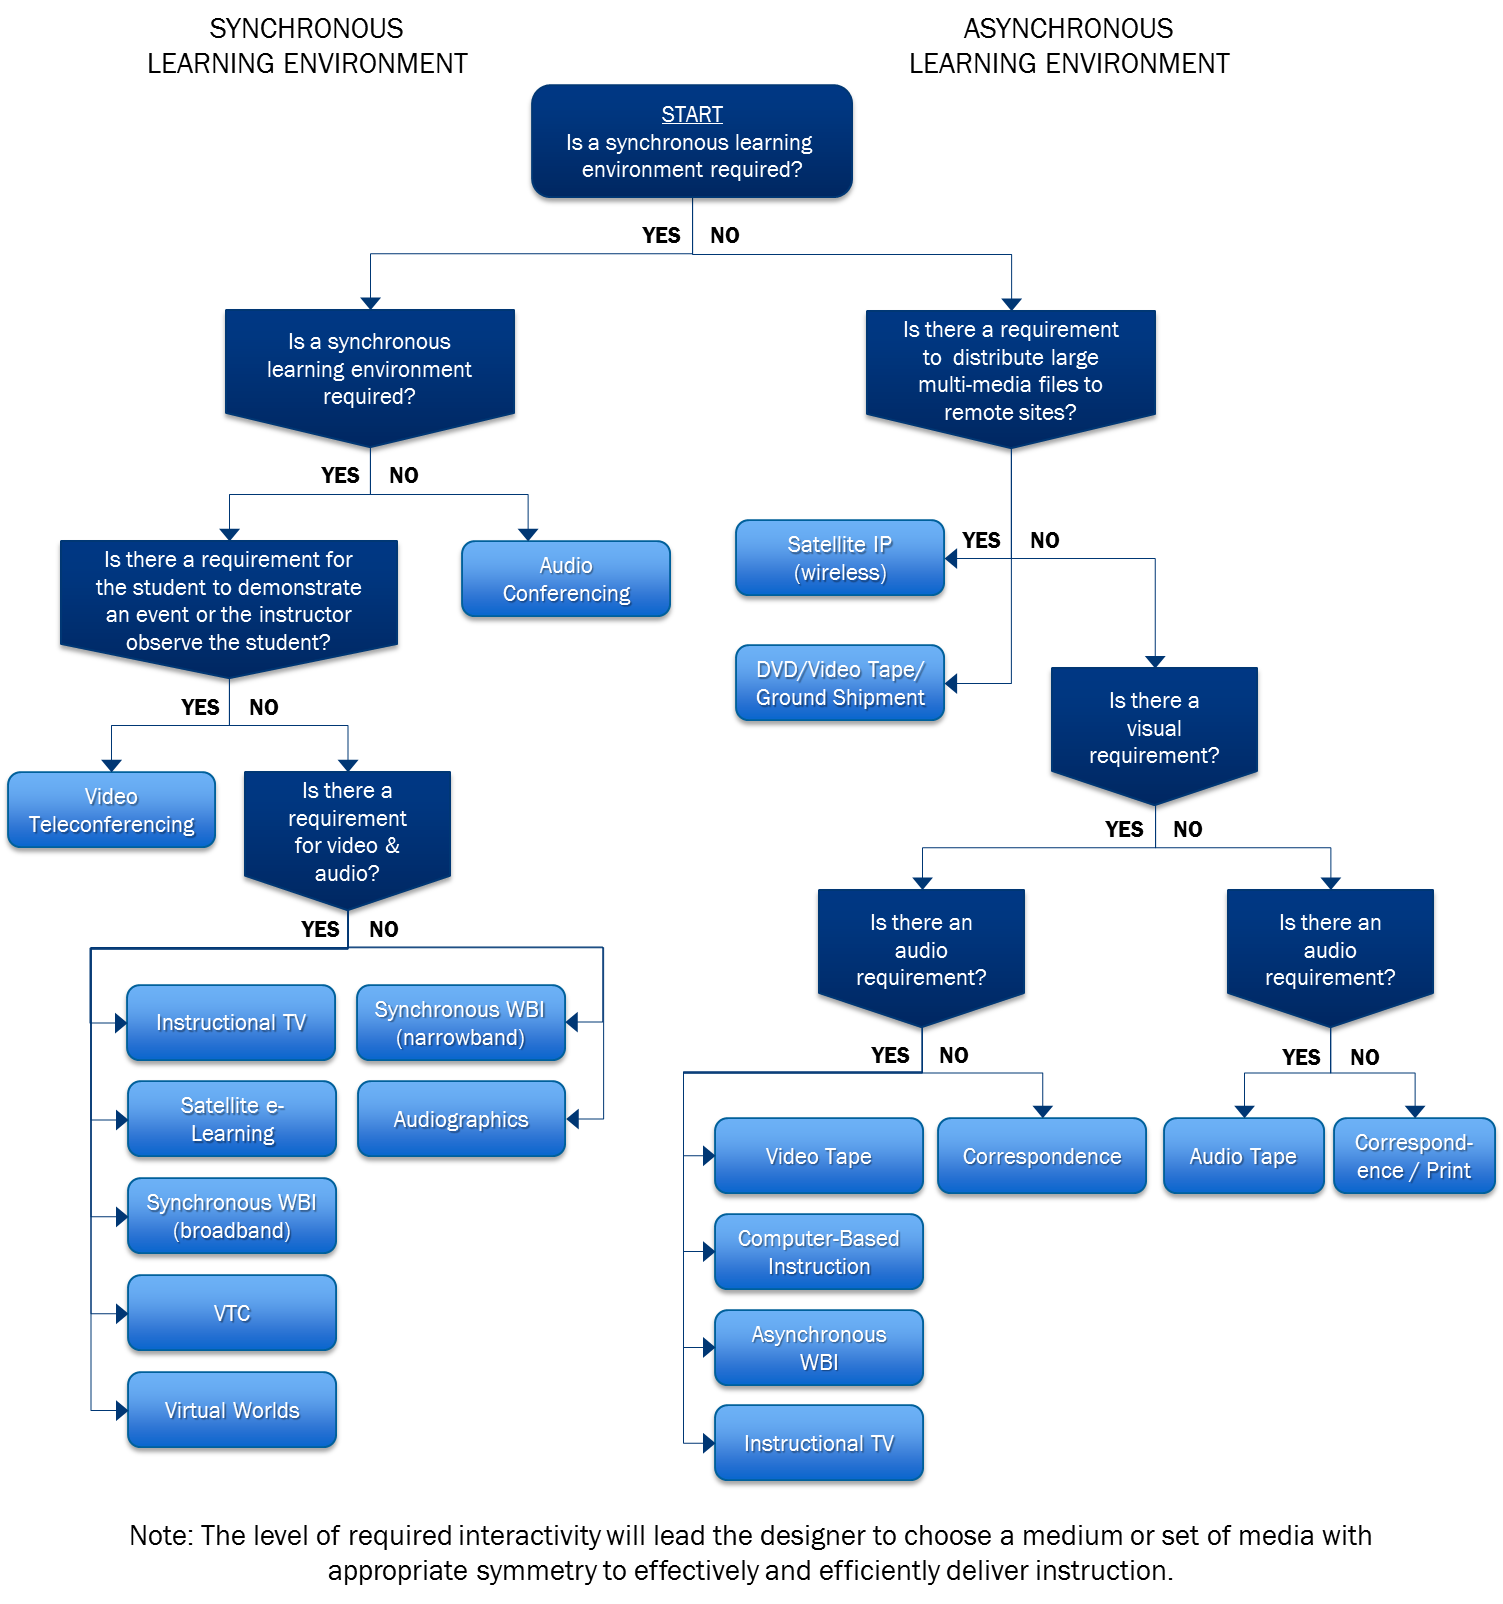 SYNCHRONOUS
LEARNING ENVIRONMENT
ASYNCHRONOUS
LEARNING ENVIRONMENT
START
Is a synchronous learning
environment required?
YES
NO
Is a synchronous
learning environment
required?
Is there a requirement
to distribute large
multi-media files to
remote sites?
YES
NO
Is there a requirement for
the student to demonstrate
an event or the instructor
observe the student?
Audio
Conferencing
Satellite IP
(wireless)
YES
NO
DVD/Video Tape/
Ground Shipment
Is there a
visual
requirement?
YES
NO
Video
Teleconferencing
Is there a
requirement
for video &
audio?
YES
NO
Is there an
audio
requirement?
Is there an
audio
requirement?
YES
NO
Instructional TV
Synchronous WBI
(narrowband)
Satellite e-
Learning
Audiographics
Synchronous WBI
(broadband)
VTC
Virtual Worlds
YES
NO
YES
NO
Video Tape
Correspondence
Audio Tape
Correspond-
ence / Print
Computer-Based
Instruction
Asynchronous
WBI
Instructional TV
Note: The level of required interactivity will lead the designer to choose a medium or set of media with
appropriate symmetry to effectively and efficiently deliver instruction.